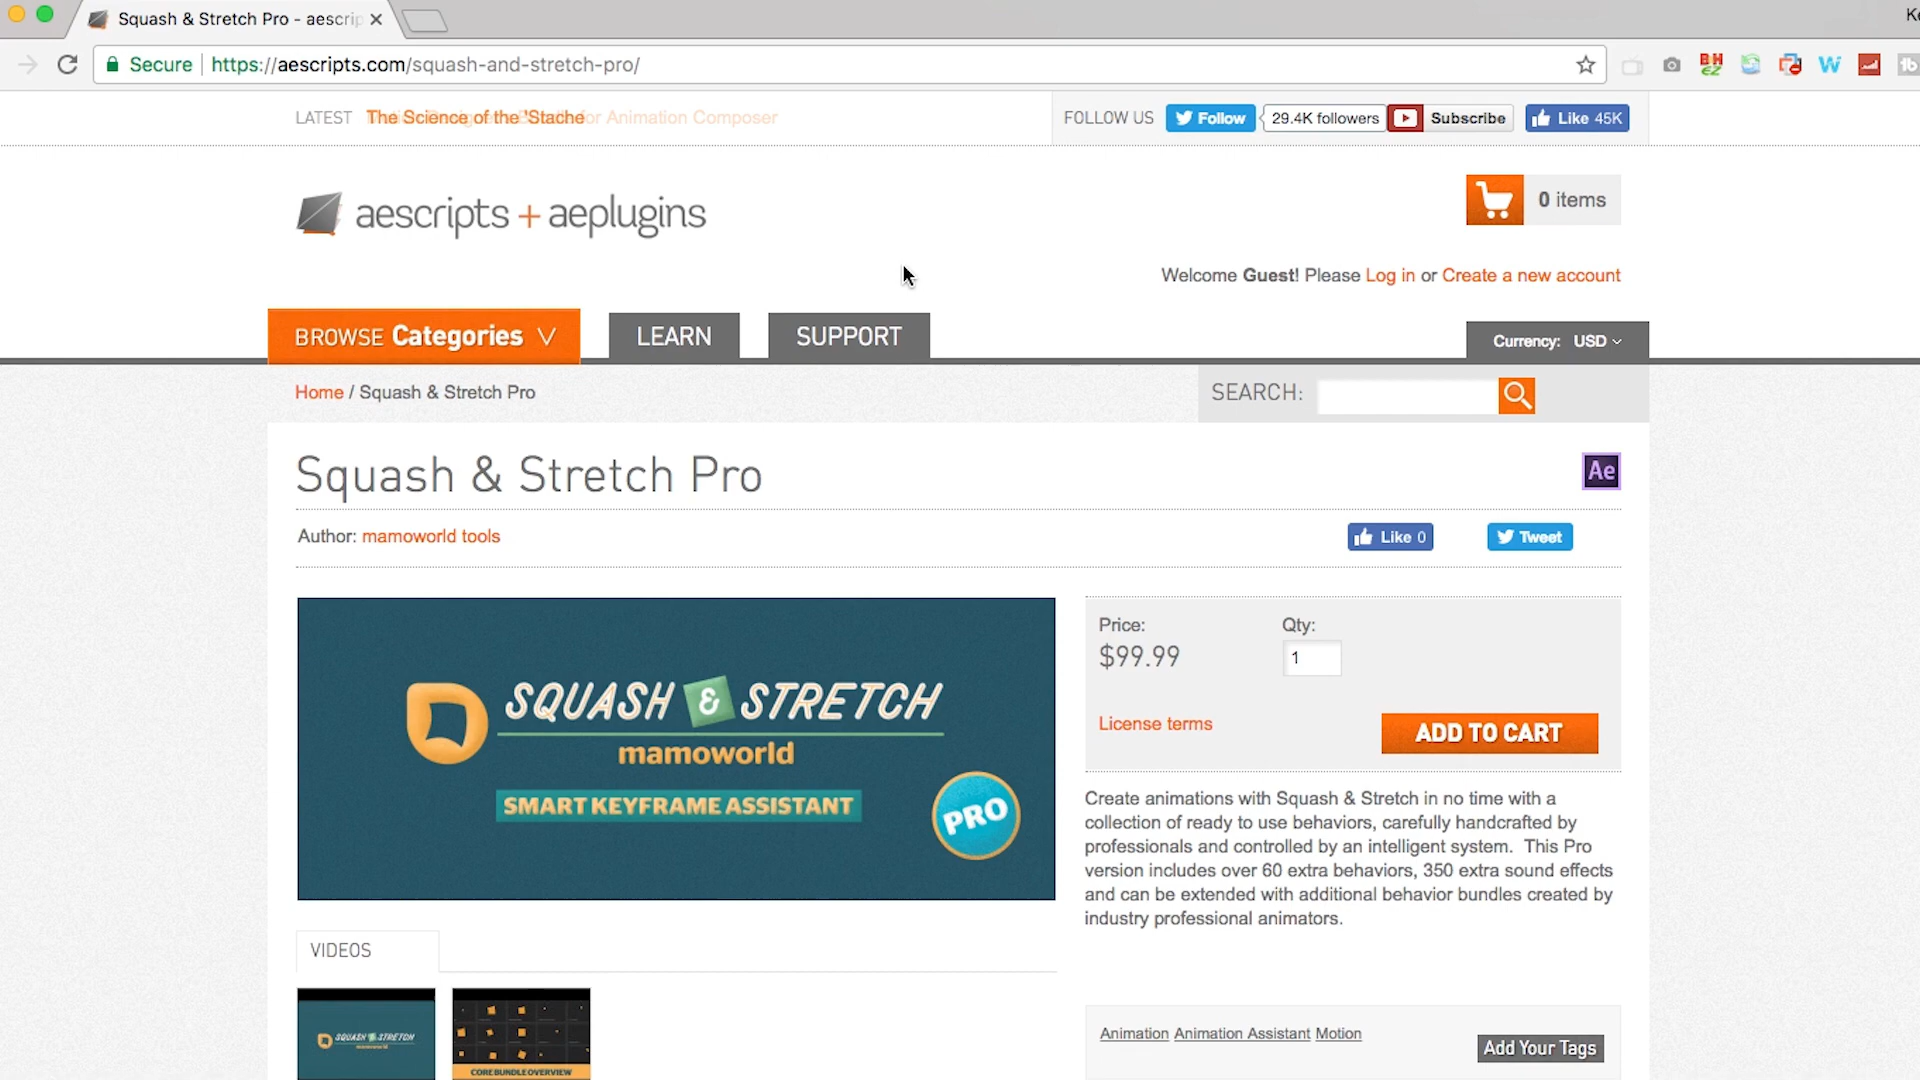 Squash & Stretch Pro - aescrip
Ke
Secure https://aescripts.com/squash-and-stretch-pro/
LATEST The Science of the 'Stache for Animation Composer
FOLLOW US Follow 29.4K followers Subscribe Like 45K
aescripts + aeplugins
0 items
Welcome Guest! Please Log in or Create a new account
BROWSE Categories LEARN SUPPORT
Currency: USD
Home / Squash & Stretch Pro
SEARCH:
Squash & Stretch Pro
Ae
Author: mamoworld tools
Like 0 Tweet
SQUASH & STRETCH
mamoworld
SMART KEYFRAME ASSISTANT
PRO
Price: Qty:
$99.99 1
License terms
ADD TO CART
Create animations with Squash & Stretch in no time with a
collection of ready to use behaviors, carefully handcrafted by
professionals and controlled by an intelligent system. This Pro
version includes over 60 extra behaviors, 350 extra sound effects
and can be extended with additional behavior bundles created by
industry professional animators.
VIDEOS
SQUASH & STRETCH
CORE BUNDLE OVERVIEW
Animation Animation Assistant Motion
Add Your Tags